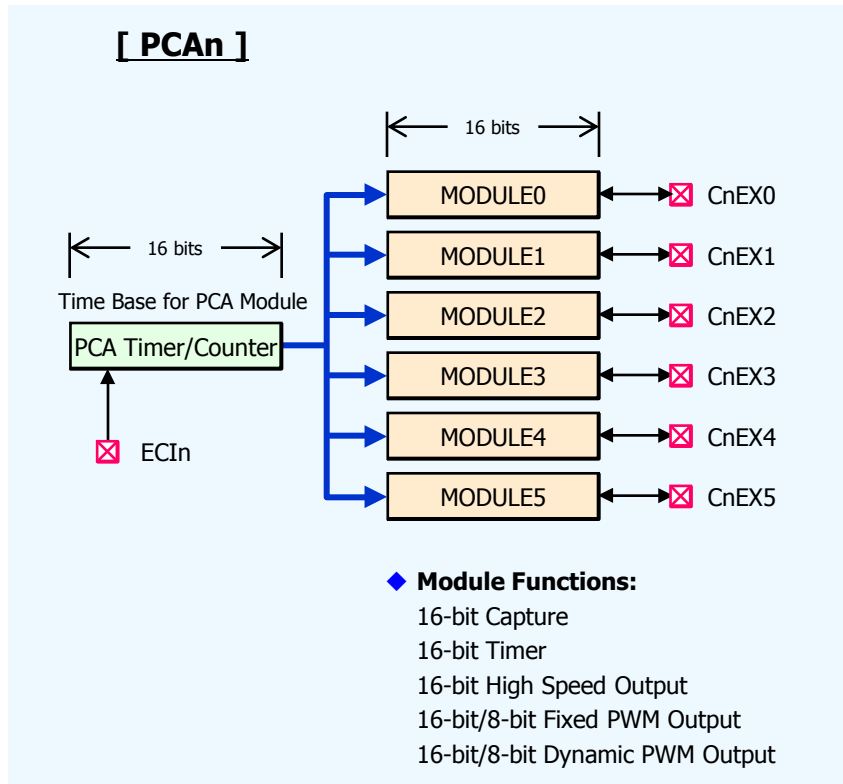 [ PCAn ]
16 bits
MODULE0
CnEX0
16 bits
MODULE1
CnEX1
Time Base for PCA Module
MODULE2
CnEX2
PCA Timer/Counter
MODULE3
CnEX3
ECIn
MODULE4
CnEX4
MODULE5
CnEX5
Module Functions:
16-bit Capture
16-bit Timer
16-bit High Speed Output
16-bit/8-bit Fixed PWM Output
16-bit/8-bit Dynamic PWM Output